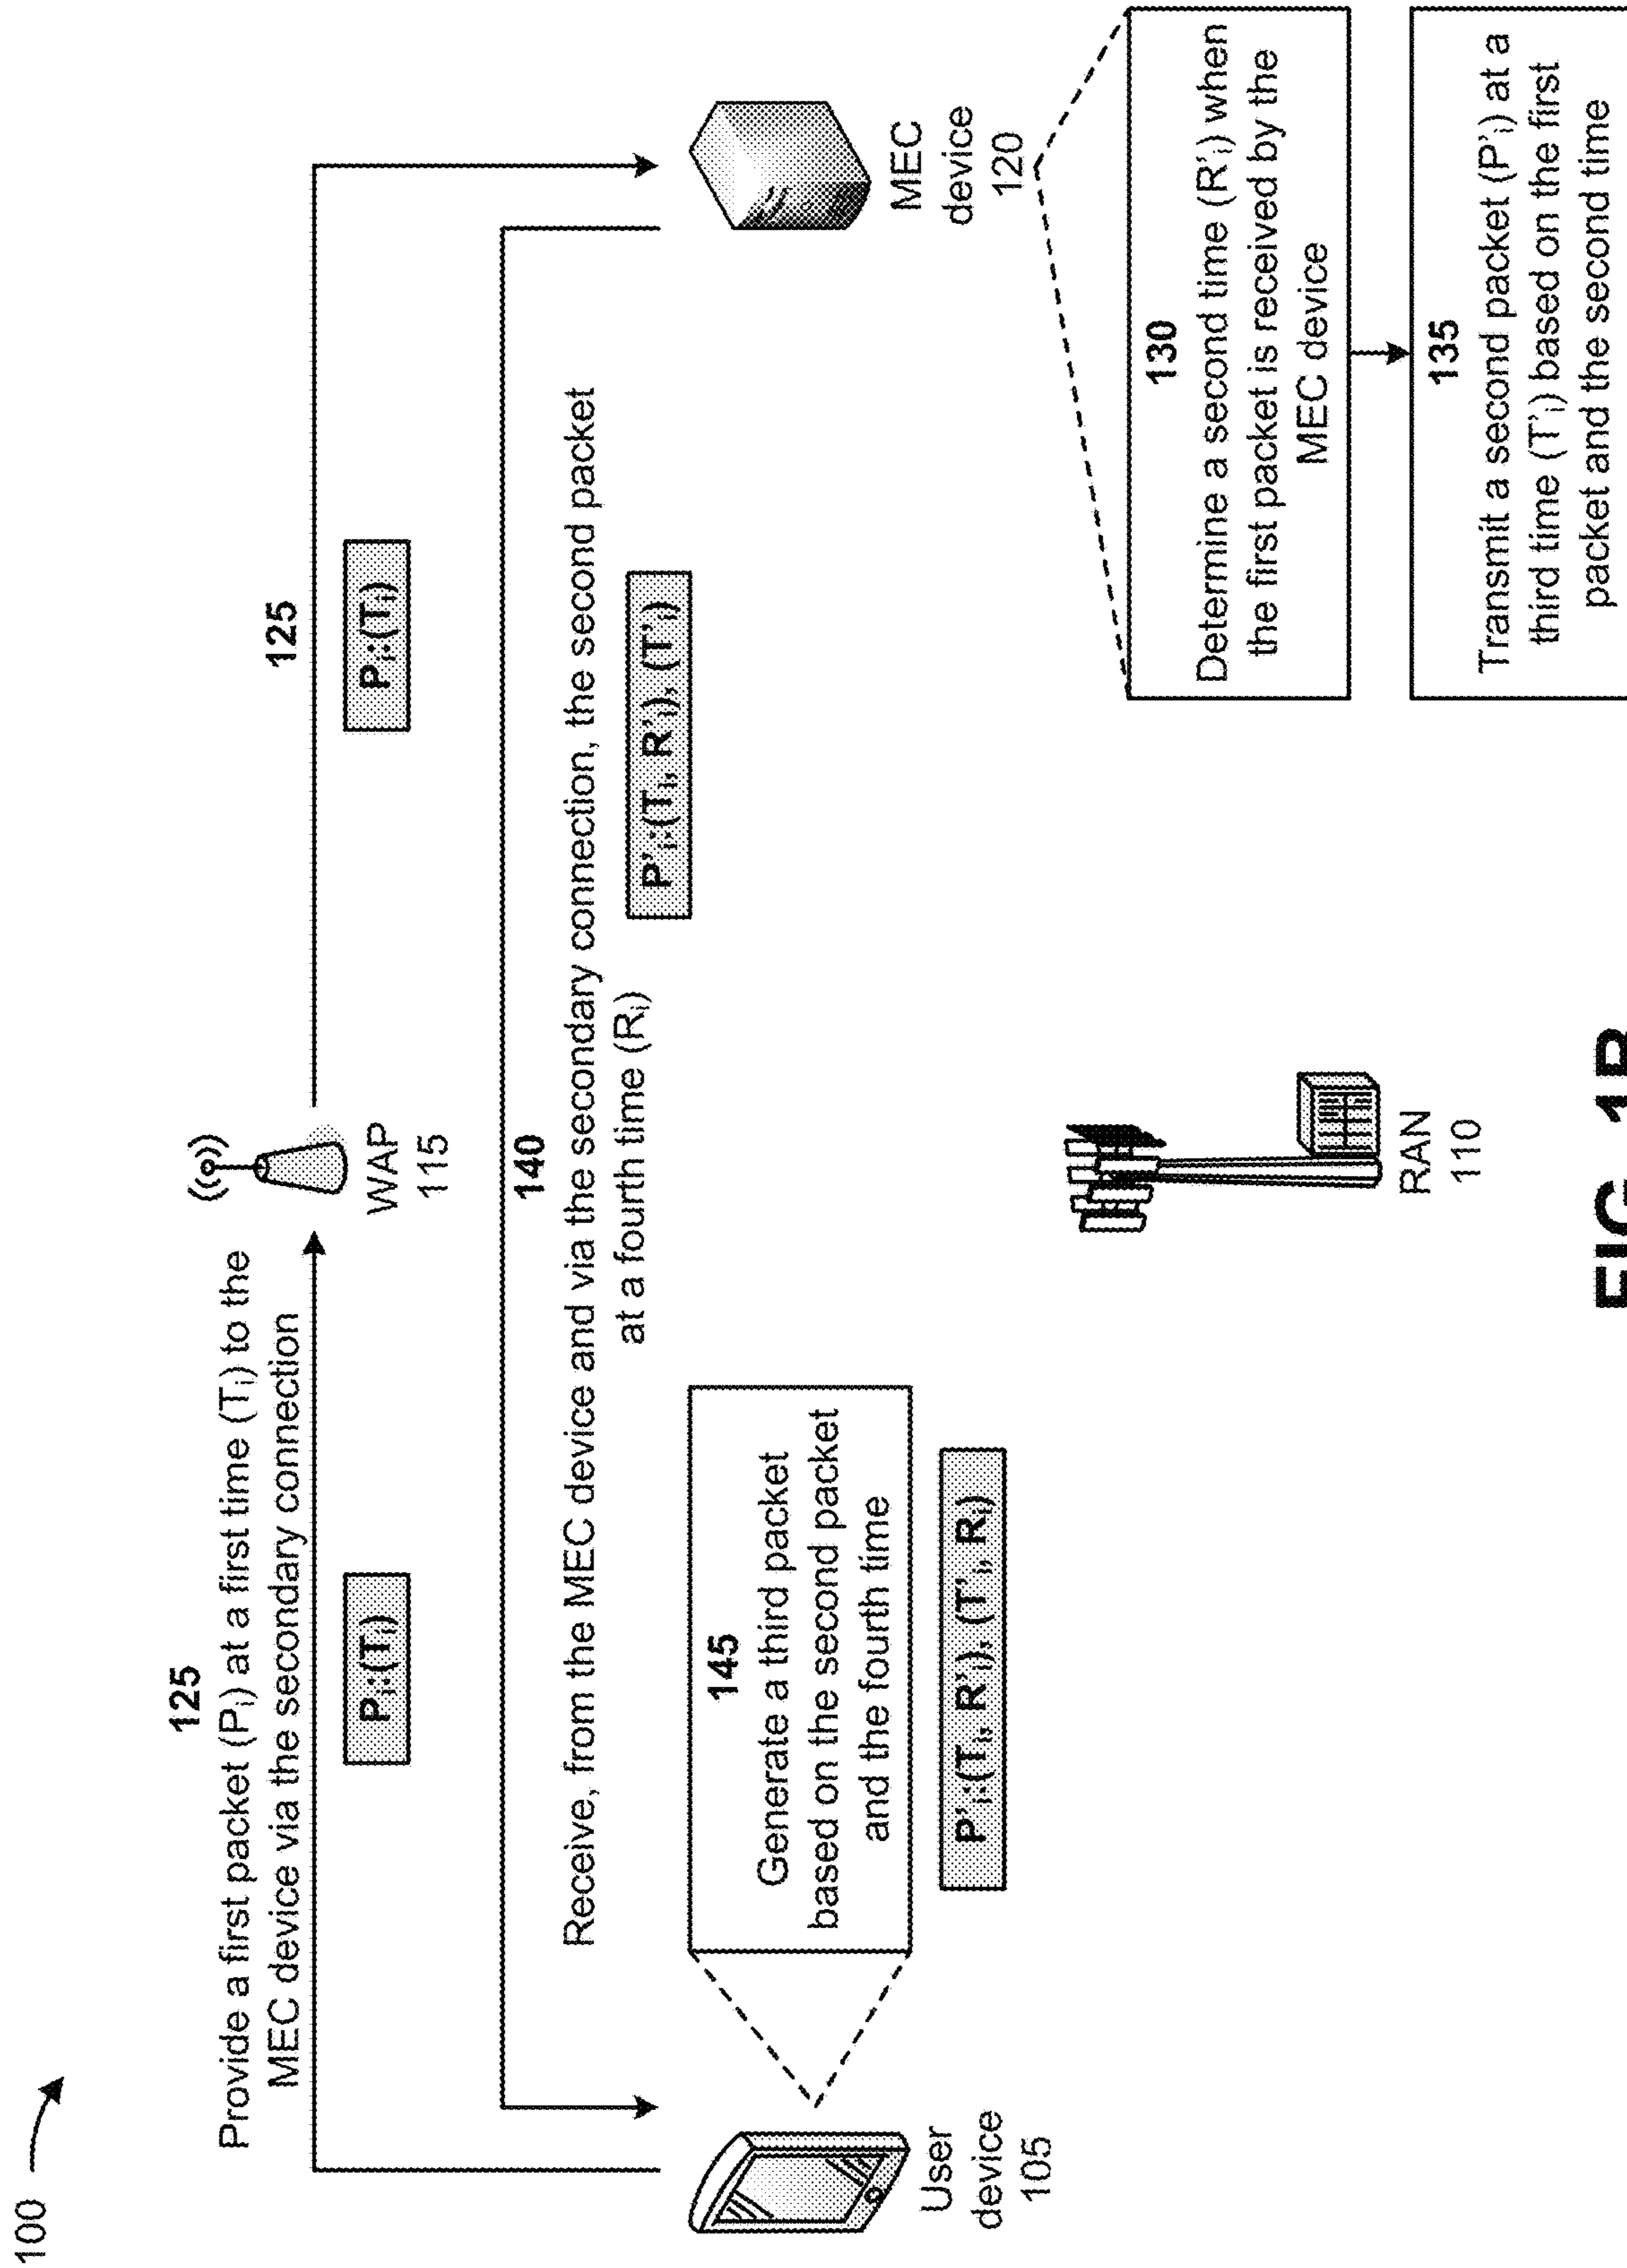 100
125
Provide a first packet (Pᵢ) at a first time (Tᵢ) to the
MEC device via the secondary connection
Pᵢ:(Tᵢ)
WAP
115
125
Pᵢ:(Tᵢ)
140
Receive, from the MEC device and via the secondary connection, the second packet
at a fourth time (Rᵢ)
P'ᵢ:(Tᵢ, R'ᵢ), (T'ᵢ)
User
device
105
145
Generate a third packet
based on the second packet
and the fourth time
P'ᵢ:(Tᵢ, R'ᵢ), (T'ᵢ, Rᵢ)
MEC
device
120
RAN
110
130
Determine a second time (R'ᵢ) when
the first packet is received by the
MEC device
135
Transmit a second packet (P'ᵢ) at a
third time (T'ᵢ) based on the first
packet and the second time
FIG. 1B